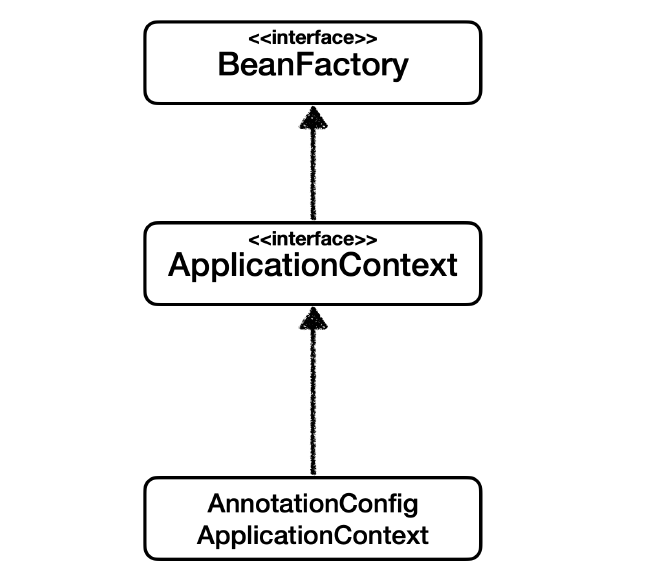 <<interface>>
BeanFactory
<<interface>>
ApplicationContext
AnnotationConfig
ApplicationContext